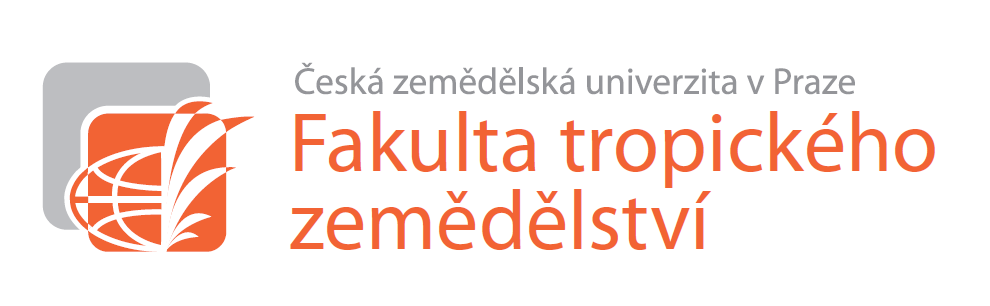 Česká zemědělská univerzita v Praze
Fakulta tropického
zemědělství